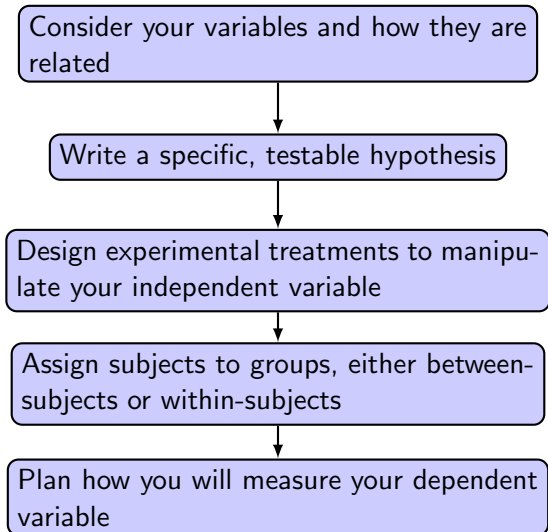 Consider your variables and how they are
related
Write a specific, testable hypothesis
Design experimental treatments to manipu-
late your independent variable
Assign subjects to groups, either between-
subjects or within-subjects
Plan how you will measure your dependent
variable